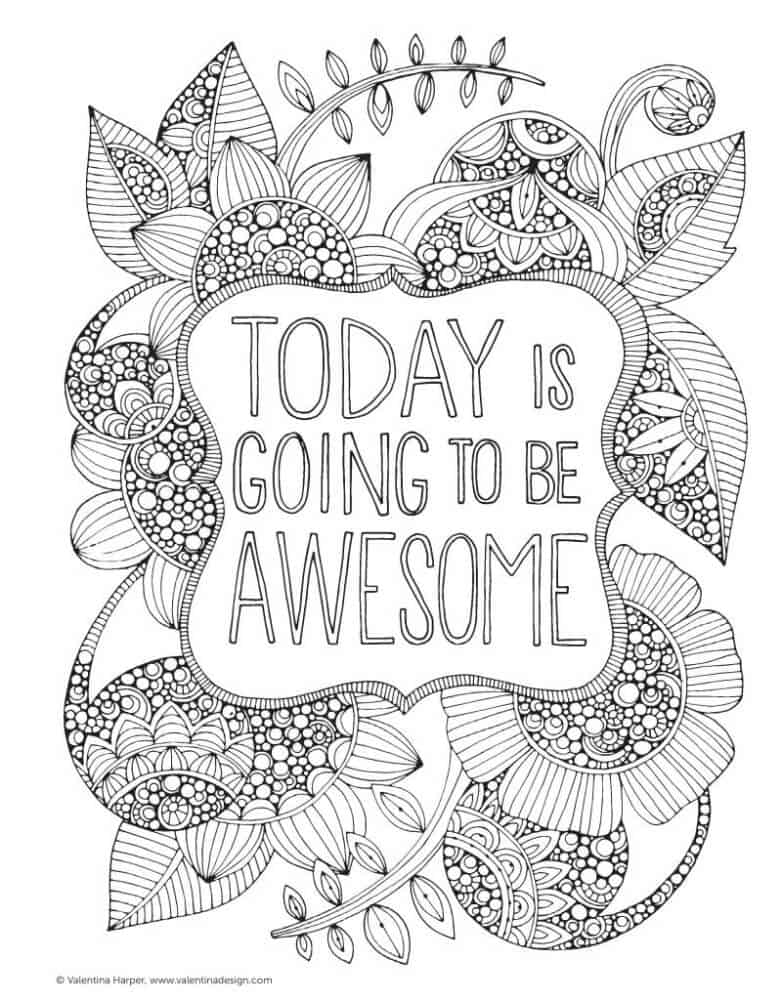 TODAY IS
GOING TO BE
AWESOME
© Valentina Harper, www.valentinadesign.com